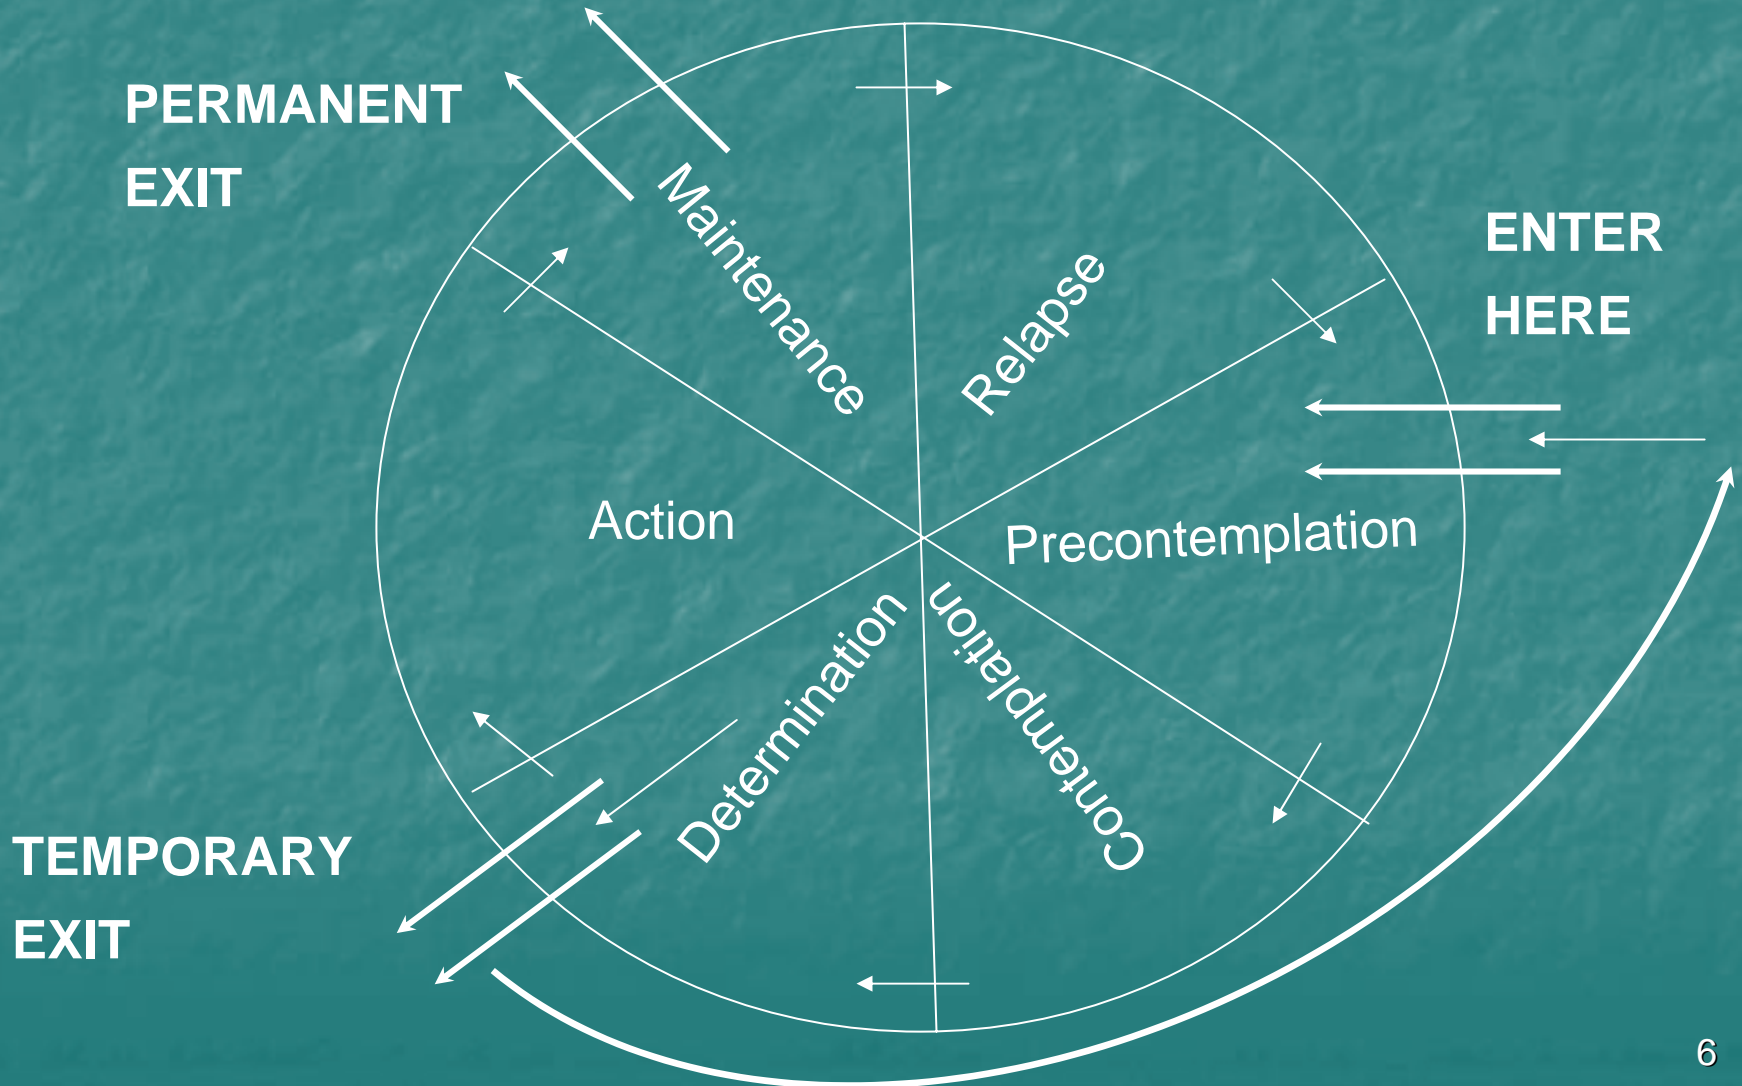 PERMANENT
EXIT
Maintenance
Relapse
ENTER
HERE
Action
Precontemplation
Determination
Contemplation
TEMPORARY
EXIT
6